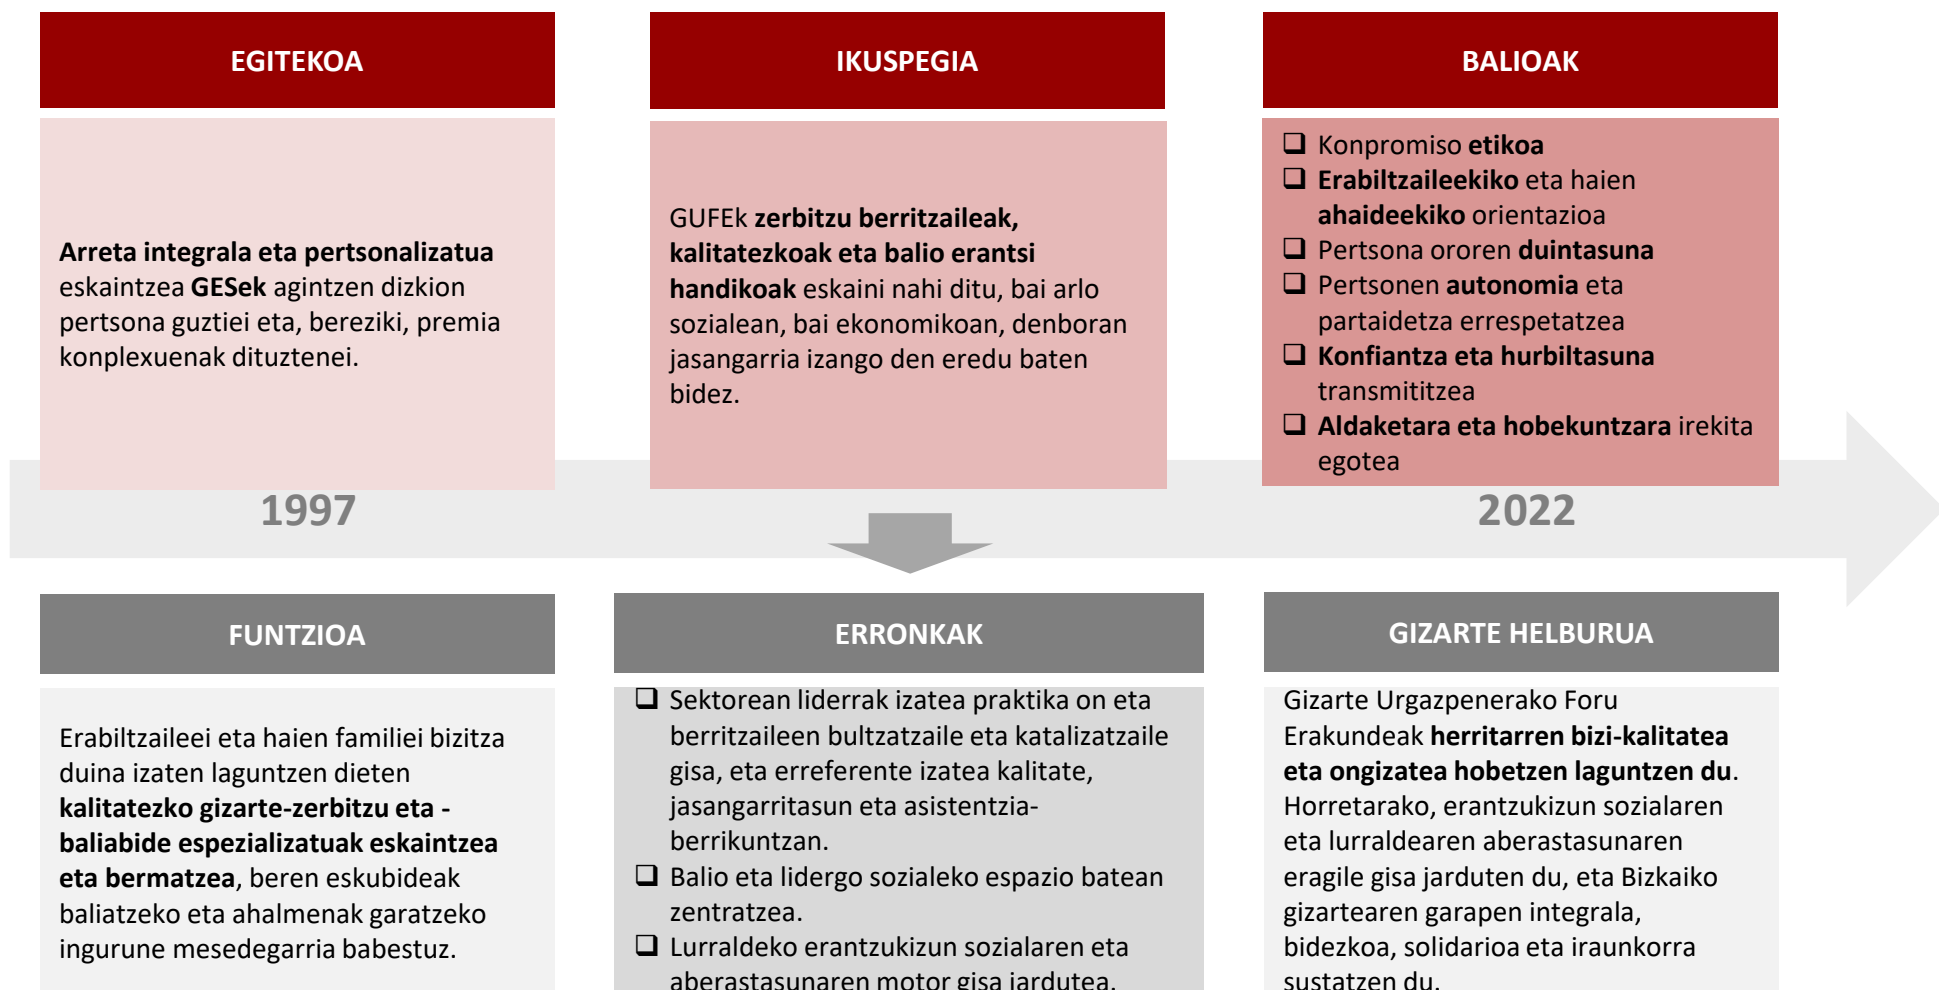 EGITEKOA
Arreta integrala eta pertsonalizatua
eskaintzea GESek agintzen dizkion
pertsona guztiei eta, bereziki, premia
konplexuenak dituztenei.
IKUSPEGIA
GUFEk zerbitzu berritzaileak,
kalitatezkoak eta balio erantsi
handikoak eskaini nahi ditu, bai arlo
sozialean, bai ekonomikoan, denboran
jasangarria izango den eredu baten
bidez.
BALIOAK
❑ Konpromiso etikoa
❑ Erabiltzaileekiko eta haien
ahaideekiko orientazioa
❑ Pertsona ororen duintasuna
❑ Pertsonen autonomia eta
partaidetza errespetatzea
❑ Konfiantza eta hurbiltasuna
transmititzea
❑ Aldaketara eta hobekuntzara irekita
egotea
1997
2022
FUNTZIOA
Erabiltzaileei eta haien familiei bizitza
duina izaten laguntzen dieten
kalitatezko gizarte-zerbitzu eta -
baliabide espezializatuak eskaintzea
eta bermatzea, beren eskubideak
baliatzeko eta ahalmenak garatzeko
ingurune mesedegarria babestuz.
ERRONKAK
❑ Sektorean liderrak izatea praktika on eta
berritzaileen bultzatzaile eta katalizatzaile
gisa, eta erreferente izatea kalitate,
jasangarritasun eta asistentzia-
berrikuntzan.
❑ Balio eta lidergo sozialeko espazio batean
zentratzea.
❑ Lurraldeko erantzukizun sozialaren eta
aberastasunaren motor gisa jardutea.
GIZARTE HELBURUA
Gizarte Urgazpenerako Foru
Erakundeak herritarren bizi-kalitatea
eta ongizatea hobetzen laguntzen du.
Horretarako, erantzukizun sozialaren
eta lurraldearen aberastasunaren
eragile gisa jarduten du, eta Bizkaiko
gizartearen garapen integrala,
bidezkoa, solidarioa eta iraunkorra
sustatzen du.